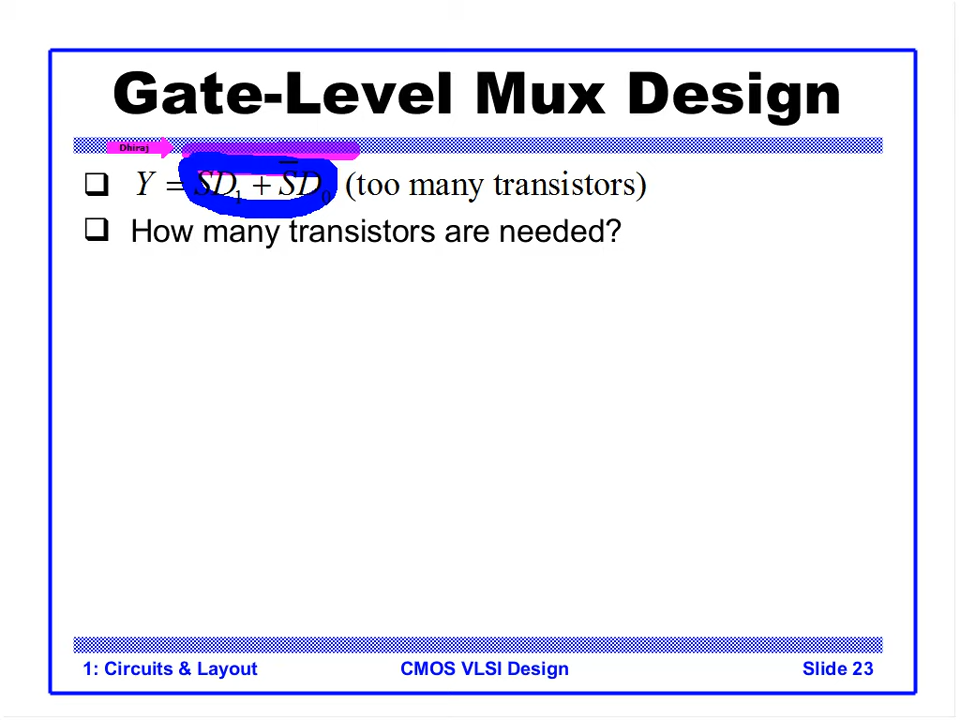 Gate-Level Mux Design
Dhiraj
❑ Y = SD₁ + S̅D₀ (too many transistors)
❑ How many transistors are needed?
1: Circuits & Layout CMOS VLSI Design Slide 23